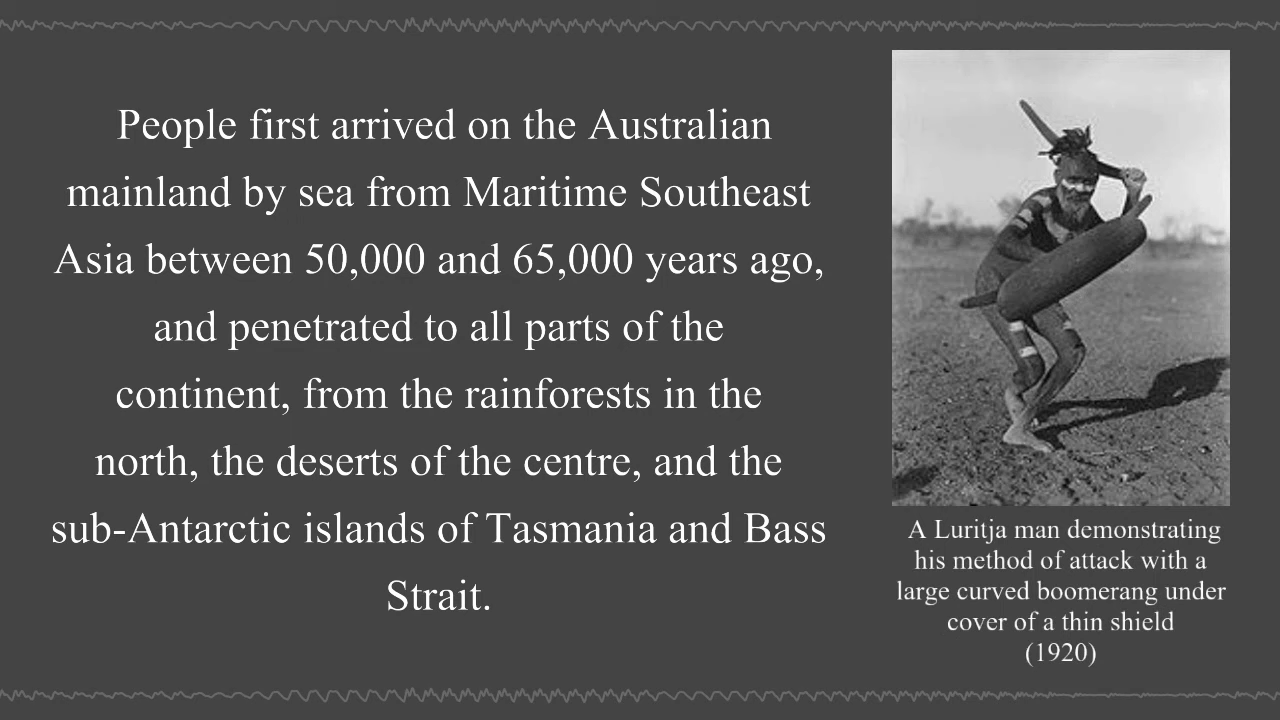 People first arrived on the Australian
mainland by sea from Maritime Southeast
Asia between 50,000 and 65,000 years ago,
and penetrated to all parts of the
continent, from the rainforests in the
north, the deserts of the centre, and the
sub-Antarctic islands of Tasmania and Bass
Strait.
A Luritja man demonstrating
his method of attack with a
large curved boomerang under
cover of a thin shield
(1920)